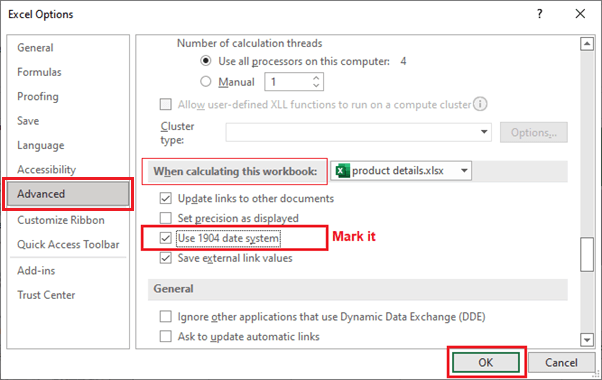 Excel Options ?
General
Formulas
Proofing
Save
Language
Accessibility
Advanced
Customize Ribbon
Quick Access Toolbar
Add-ins
Trust Center
Number of calculation threads
Use all processors on this computer: 4
Manual 1
Allow user-defined XLL functions to run on a compute cluster
Cluster
type:
Options...
When calculating this workbook: product details.xlsx
Update links to other documents
Set precision as displayed
Use 1904 date system Mark it
Save external link values
General
Ignore other applications that use Dynamic Data Exchange (DDE)
Ask to update automatic links
OK Cancel